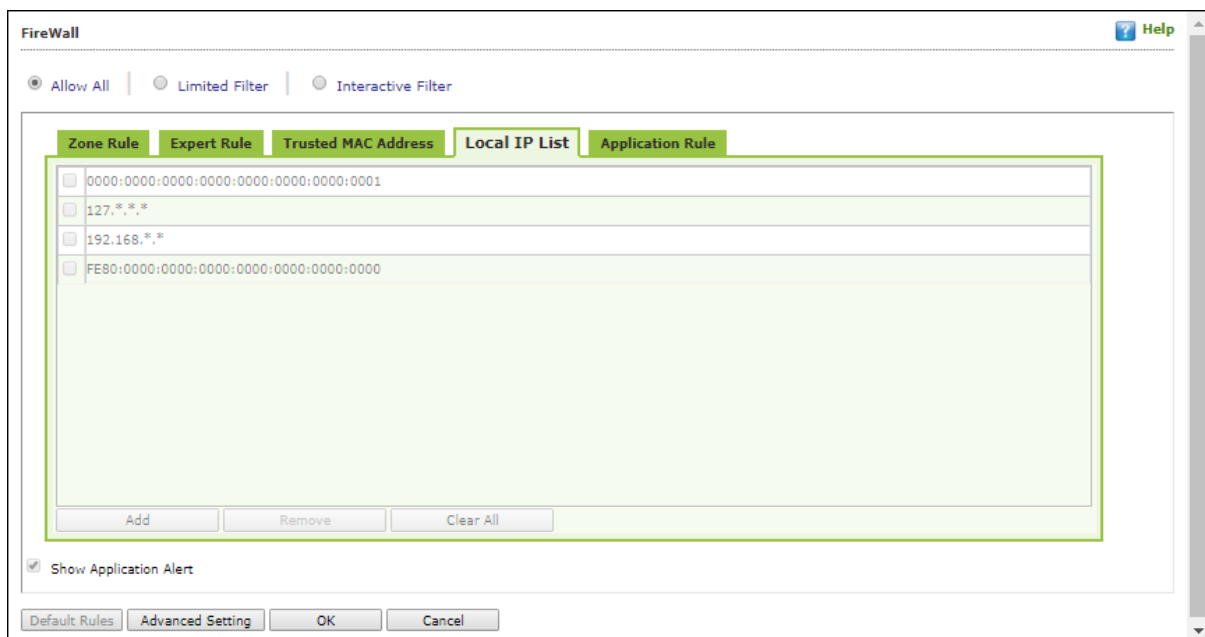 FireWall
Help
Allow All Limited Filter Interactive Filter
Zone Rule Expert Rule Trusted MAC Address Local IP List Application Rule
0000:0000:0000:0000:0000:0000:0000:0001
127.*.*.*
192.168.*.*
FE80:0000:0000:0000:0000:0000:0000:0000
Add Remove Clear All
Show Application Alert
Default Rules Advanced Setting OK Cancel